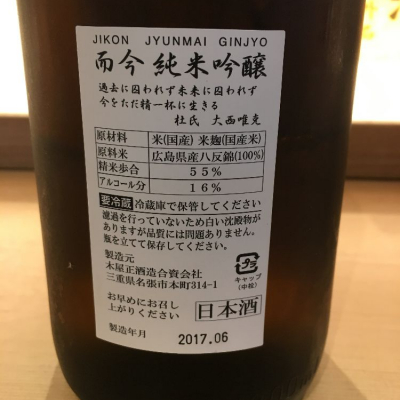 JIKON JYUNMAI GINJYO
而今 純米吟醸
過去に囚われず未来に囚われず
今をただ精一杯に生きる
杜氏 大西唯克
原材料 米(国産) 米麹(国産米)
原料米 広島県産八反錦(100%)
精米歩合 55%
アルコール分 16%
要冷蔵 冷蔵庫で保管してください
濾過を行っていないため白い沈殿物が
ありますが品質には問題ありません。
瓶を立てて保存してください。
製造元
木屋正酒造合資会社
三重県名張市本町314-1
プラ
キャップ
(中栓)
お早めにお召し
上がりください
日本酒
製造年月 2017.06